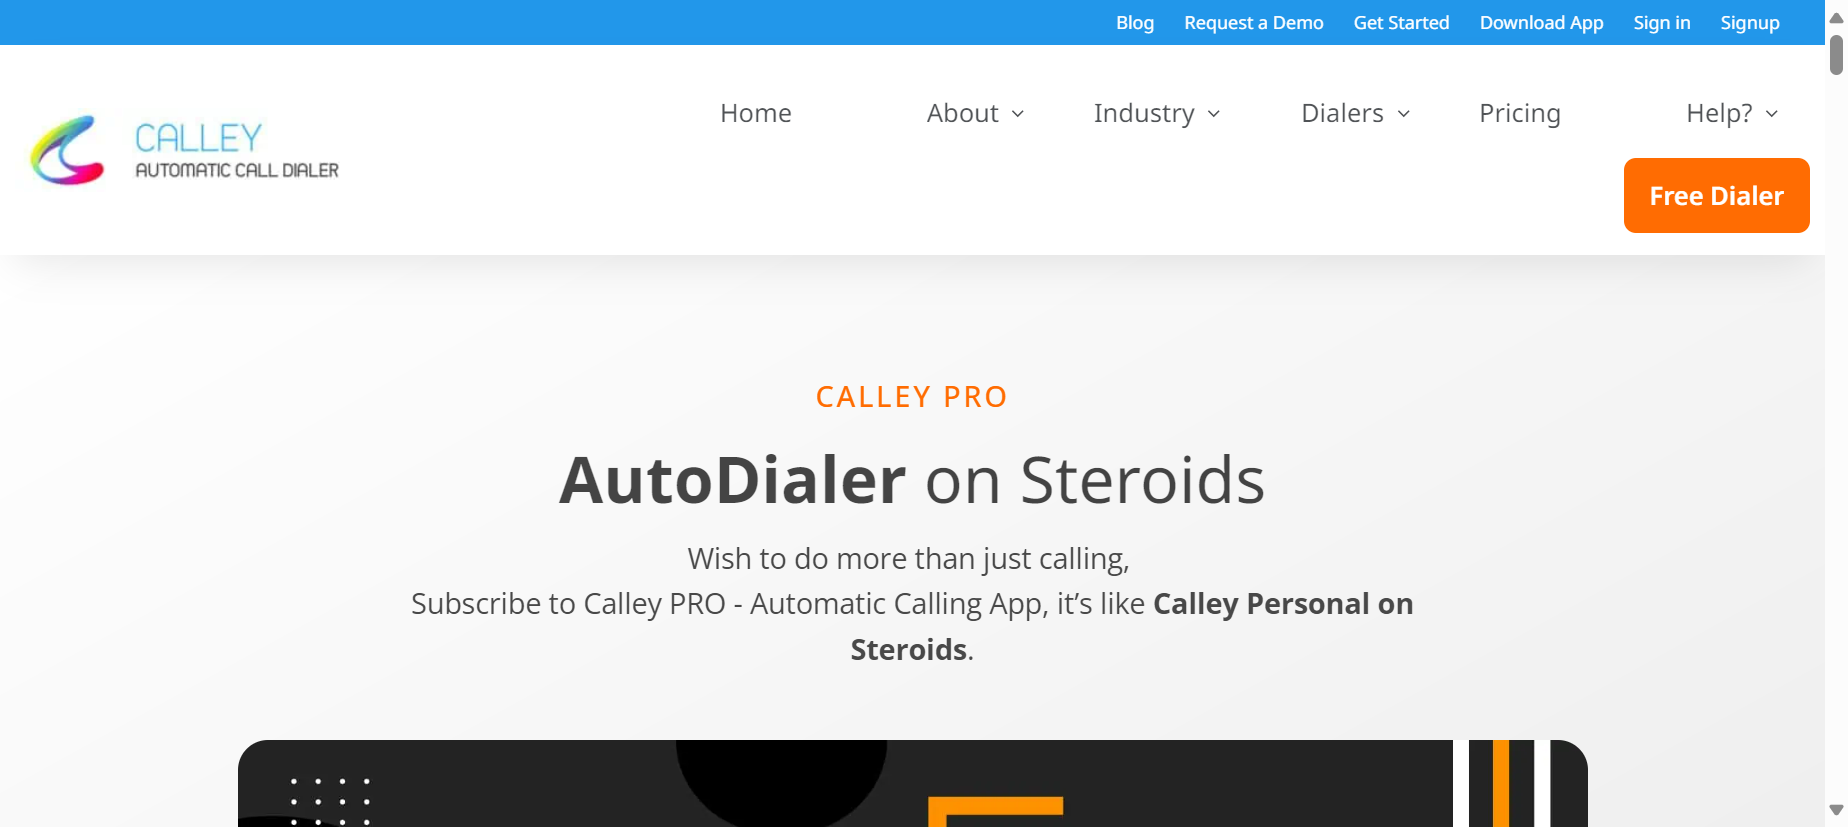 Blog Request a Demo Get Started Download App Sign in Signup
CALLEY
AUTOMATIC CALL DIALER
Home About Industry Dialers Pricing Help?
Free Dialer
CALLEY PRO
AutoDialer on Steroids
Wish to do more than just calling,
Subscribe to Calley PRO - Automatic Calling App, it’s like Calley Personal on
Steroids.